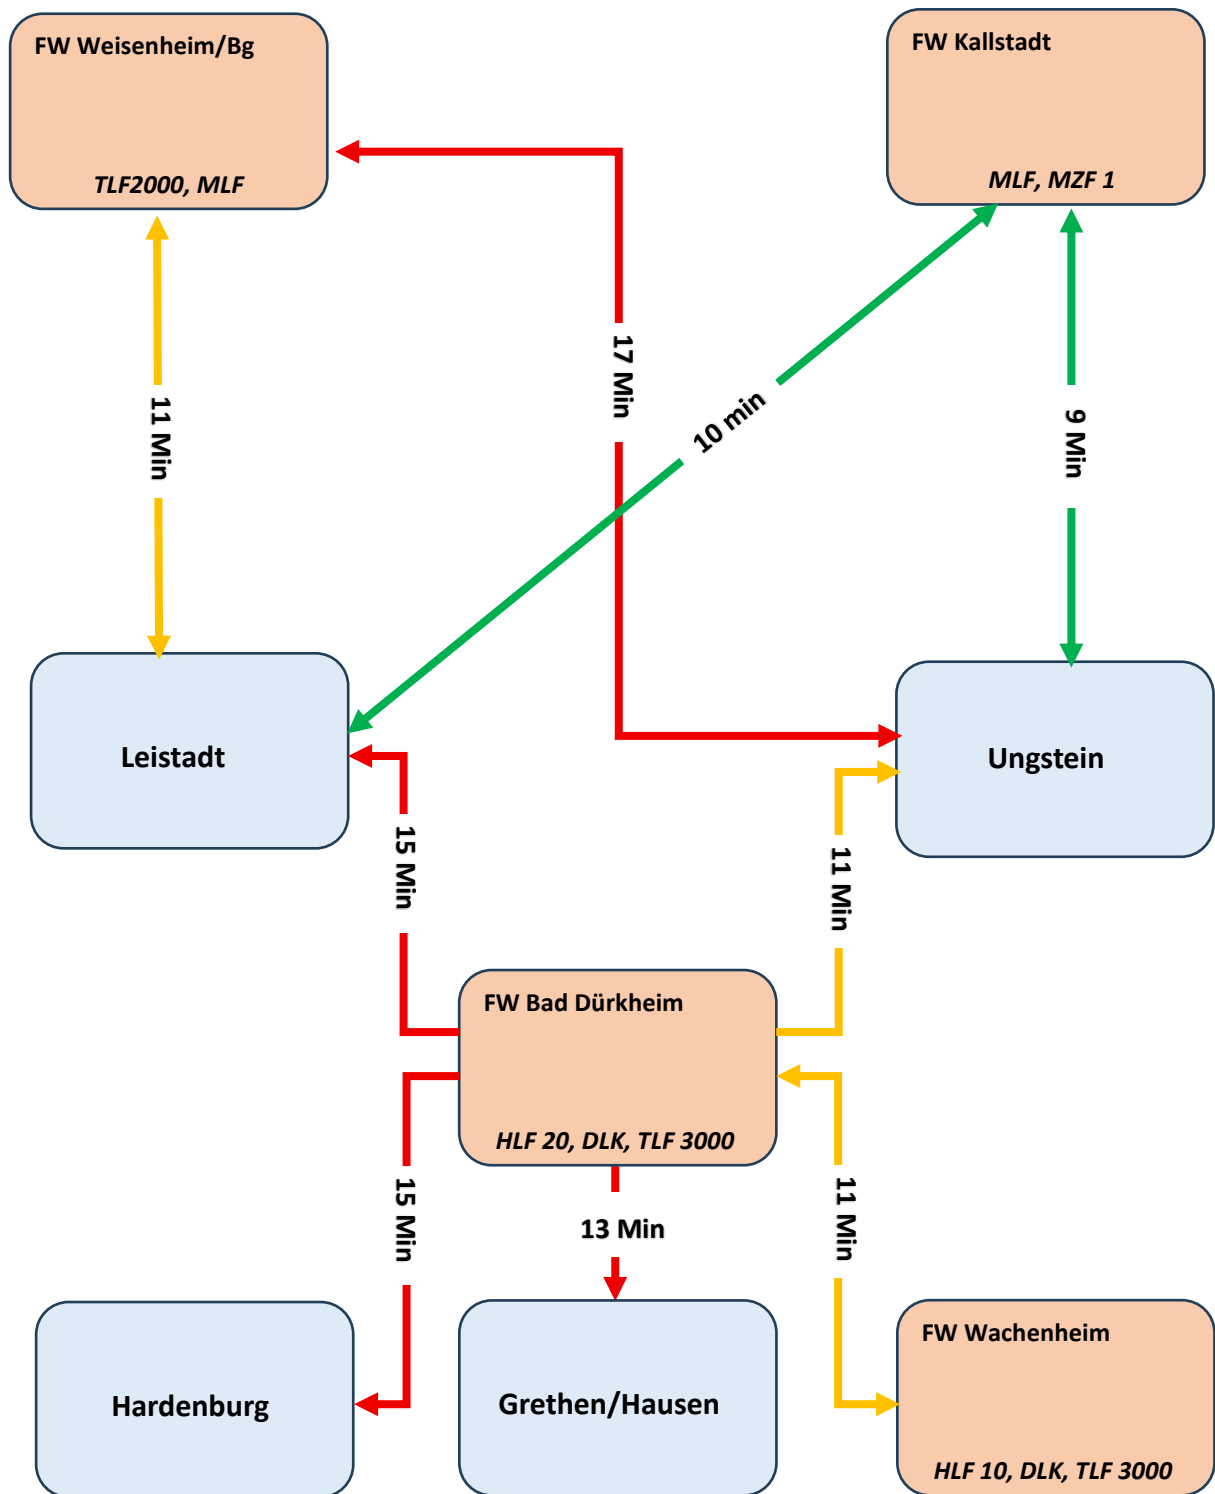 FW Weisenheim/Bg
TLF2000, MLF
FW Kallstadt
MLF, MZF 1
17 Min
10 min
11 Min
9 Min
Leistadt
Ungstein
15 Min
11 Min
FW Bad Dürkheim
HLF 20, DLK, TLF 3000
15 Min
13 Min
11 Min
Hardenburg
Grethen/Hausen
FW Wachenheim
HLF 10, DLK, TLF 3000